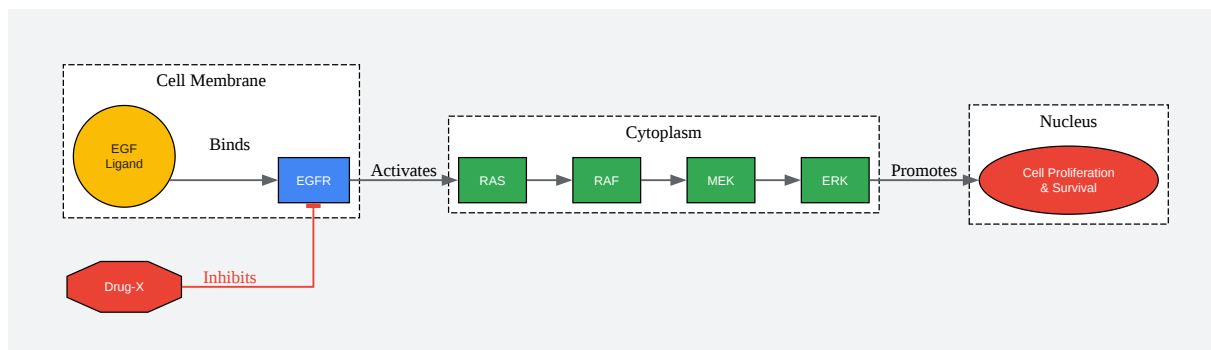 Cell Membrane
EGF
Ligand
Binds
EGFR
Activates
Cytoplasm
RAS
RAF
MEK
ERK
Promotes
Nucleus
Cell Proliferation
& Survival
Drug-X
Inhibits